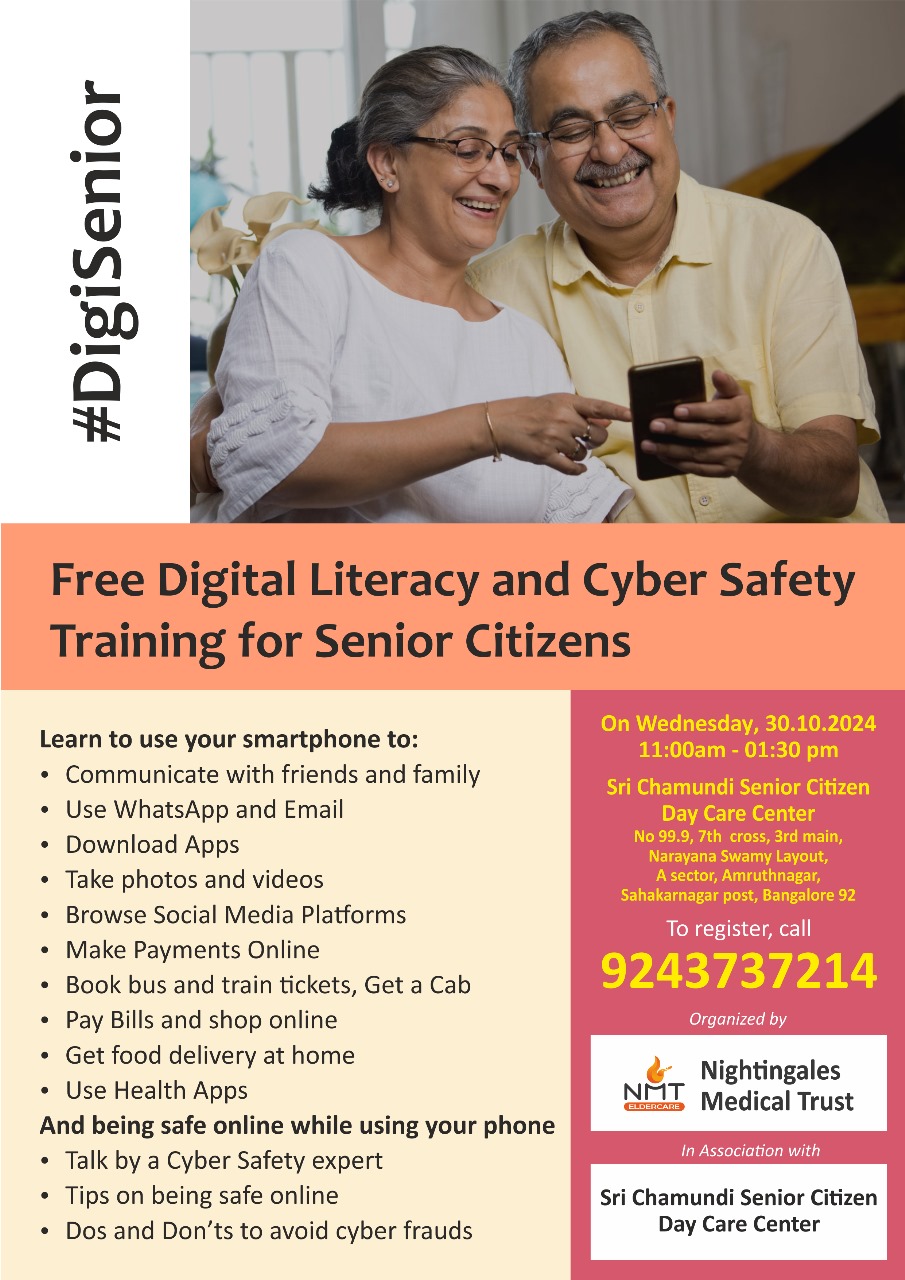 #DigiSenior
Free Digital Literacy and Cyber Safety
Training for Senior Citizens
Learn to use your smartphone to:
• Communicate with friends and family
• Use WhatsApp and Email
• Download Apps
• Take photos and videos
• Browse Social Media Platforms
• Make Payments Online
• Book bus and train tickets, Get a Cab
• Pay Bills and shop online
• Get food delivery at home
• Use Health Apps
And being safe online while using your phone
• Talk by a Cyber Safety expert
• Tips on being safe online
• Dos and Don'ts to avoid cyber frauds
On Wednesday, 30.10.2024
11:00am - 01:30 pm
Sri Chamundi Senior Citizen
Day Care Center
No 99.9, 7th cross, 3rd main,
Narayana Swamy Layout,
A sector, Amruthnagar,
Sahakarnagar post, Bangalore 92
To register, call
9243737214
Organized by
NMT
ELDERCARE
Nightingales
Medical Trust
In Association with
Sri Chamundi Senior Citizen
Day Care Center